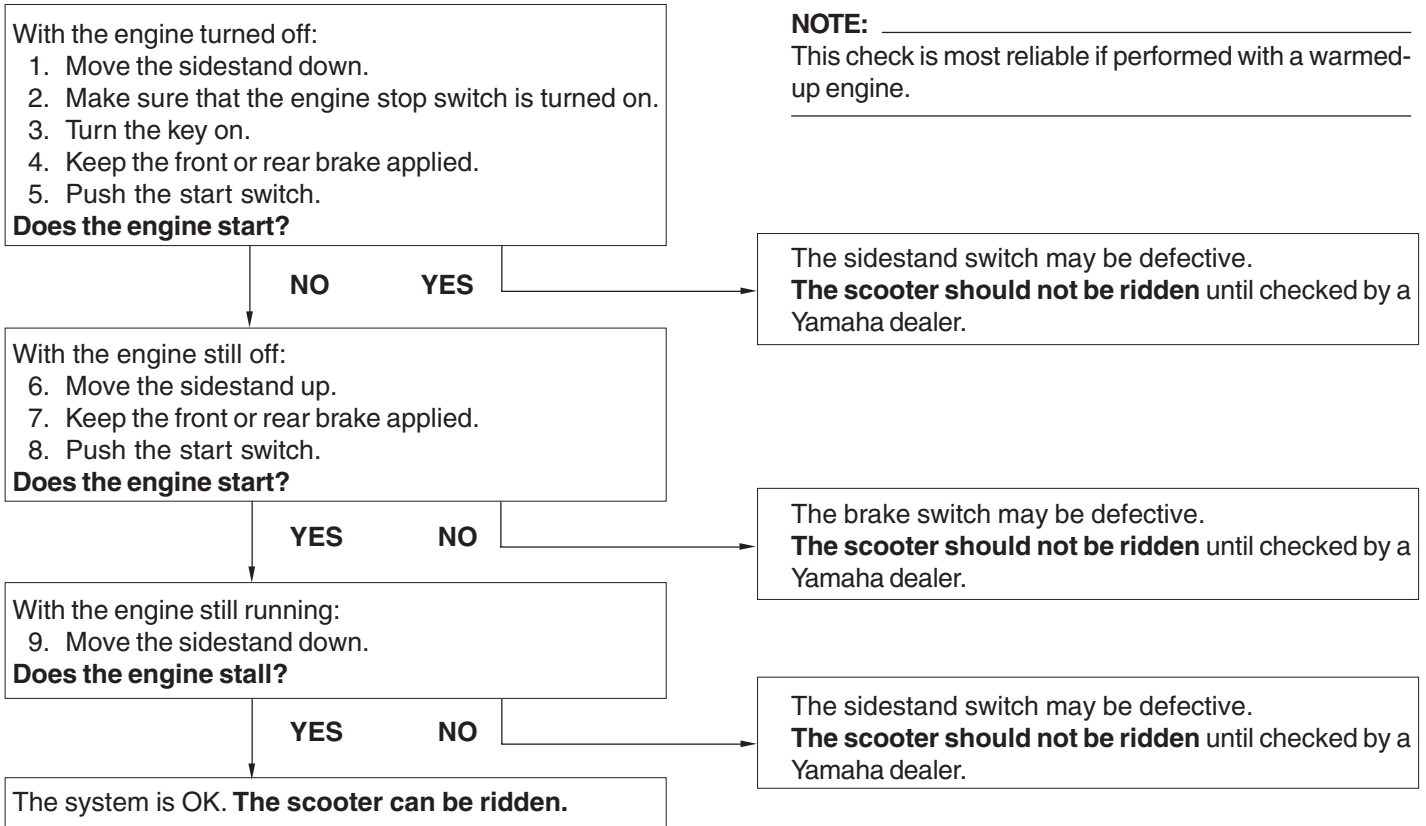 With the engine turned off:
1. Move the sidestand down.
2. Make sure that the engine stop switch is turned on.
3. Turn the key on.
4. Keep the front or rear brake applied.
5. Push the start switch.
Does the engine start?
NOTE:
This check is most reliable if performed with a warmed-
up engine.
NO YES
The sidestand switch may be defective.
The scooter should not be ridden until checked by a
Yamaha dealer.
With the engine still off:
6. Move the sidestand up.
7. Keep the front or rear brake applied.
8. Push the start switch.
Does the engine start?
YES NO
The brake switch may be defective.
The scooter should not be ridden until checked by a
Yamaha dealer.
With the engine still running:
9. Move the sidestand down.
Does the engine stall?
YES NO
The sidestand switch may be defective.
The scooter should not be ridden until checked by a
Yamaha dealer.
The system is OK. The scooter can be ridden.